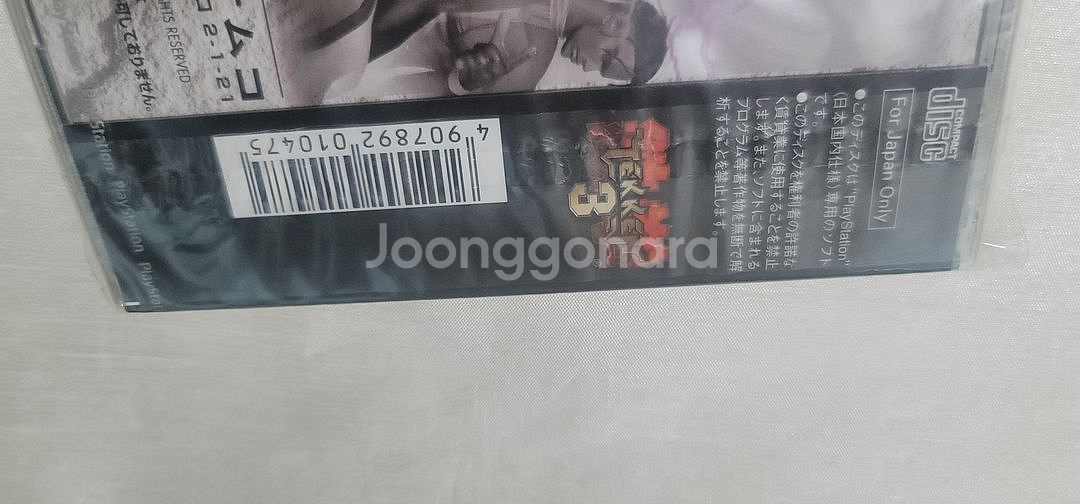 COMPACT
disc
For Japan Only
●このディスクは"PlayStation"
(日本国内仕様)専用のソフト
です。
●このディスクを権利者の許諾な
く賃貸業に使用することを禁止
します。また、ソフトに含まれる
プログラム等著作物を無断で解
析することを禁止します。
TEKKEN
3
4 907892 010475
ムコ
2-1-21
RESERVED
しておりません。
Station PlayStation PlayStat
Joonggonara